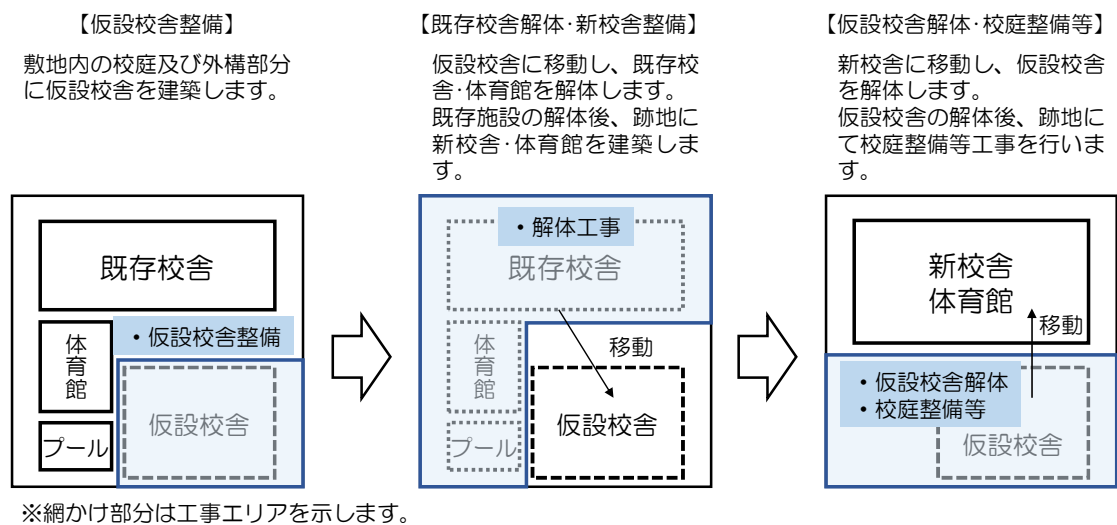 【仮設校舎整備】
敷地内の校庭及び外構部分
に仮設校舎を建築します。
既存校舎
体育館
・仮設校舎整備
仮設校舎
プール
【既存校舎解体･新校舎整備】
仮設校舎に移動し、既存校
舎･体育館を解体します。
既存施設の解体後、跡地に
新校舎･体育館を建築しま
す。
・解体工事
既存校舎
体育館
移動
仮設校舎
プール
【仮設校舎解体･校庭整備等】
新校舎に移動し、仮設校舎
を解体します。
仮設校舎の解体後、跡地に
て校庭整備等工事を行いま
す。
新校舎
体育館
移動
・仮設校舎解体
・校庭整備等
仮設校舎
※網かけ部分は工事エリアを示します。